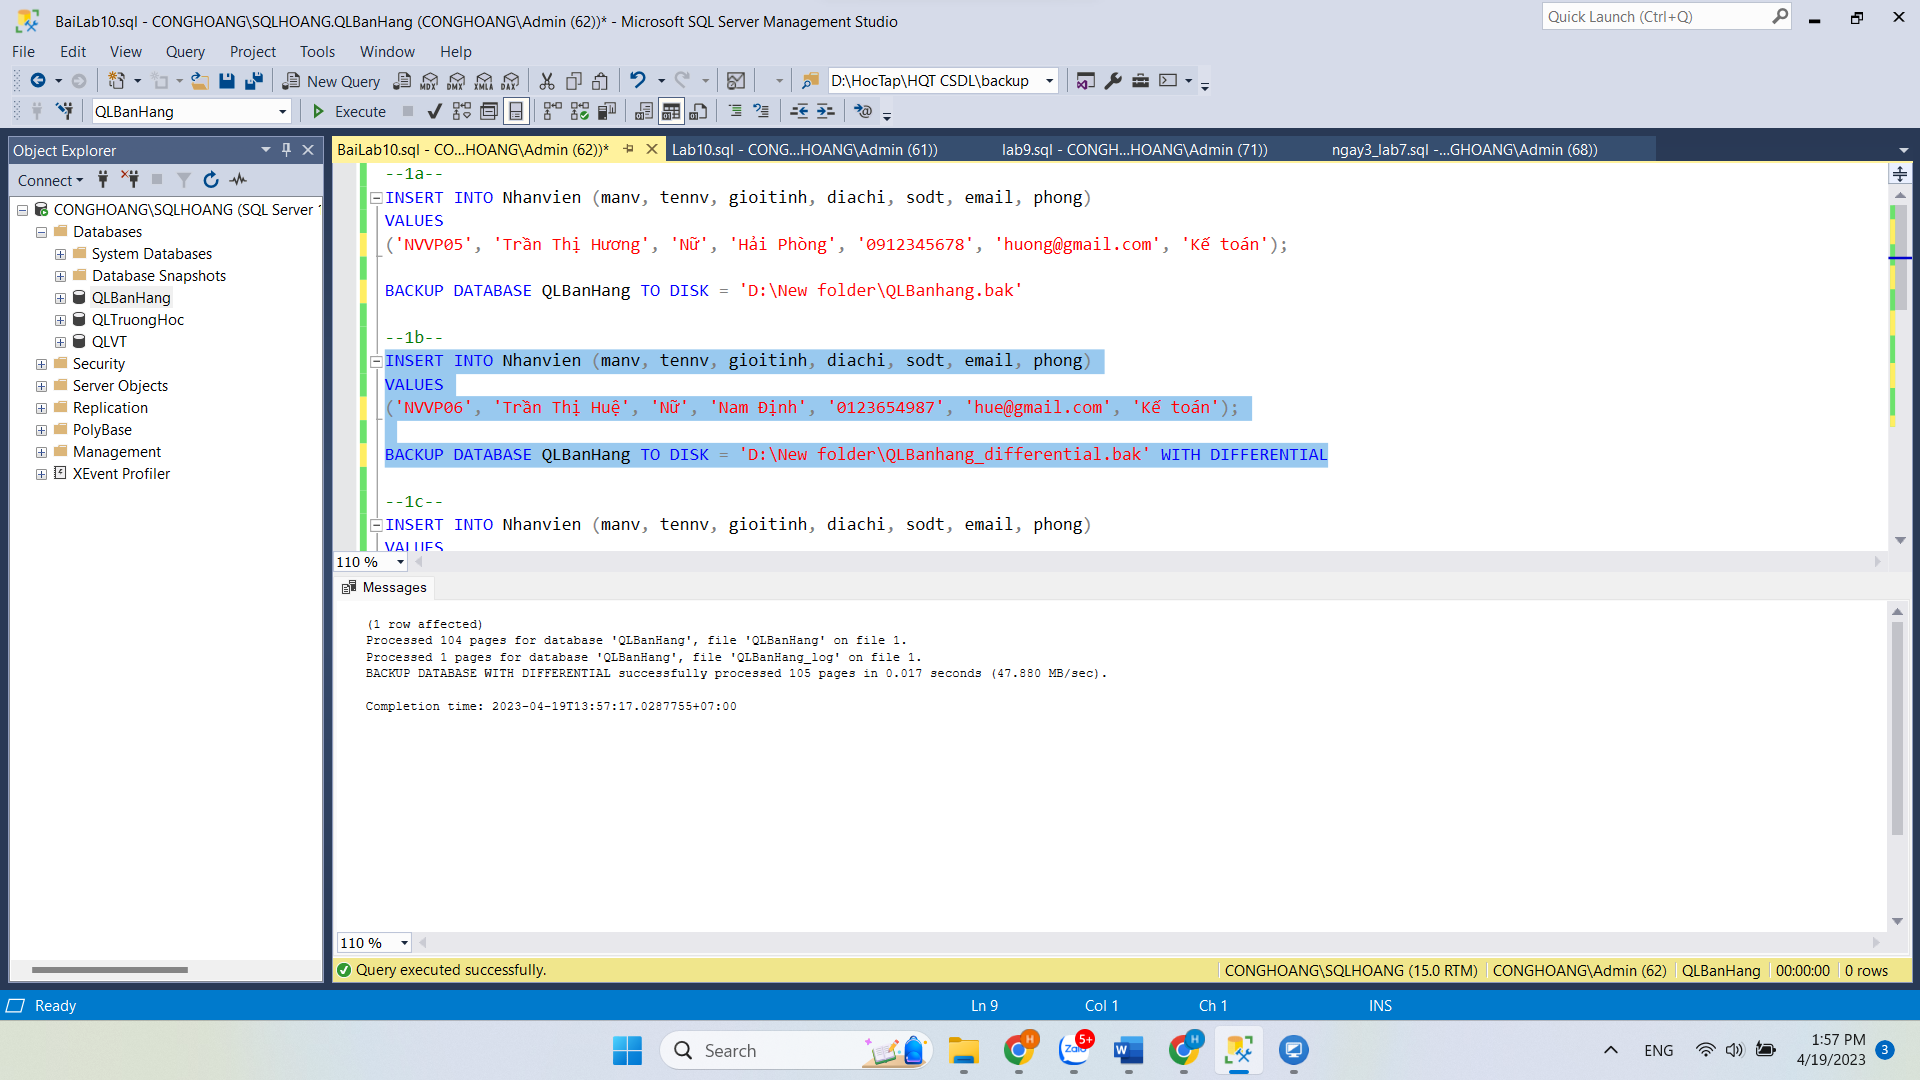 BaiLab10.sql - CONGHOANG\SQLHOANG.QLBanHang (CONGHOANG\Admin (62))* - Microsoft SQL Server Management Studio
Quick Launch (Ctrl+Q)
File Edit View Query Project Tools Window Help
New Query
MDX DMX XMLA DAX
D:\HocTap\HQT CSDL\backup
QLBanHang
Execute
Object Explorer
BaiLab10.sql - CO...HOANG\Admin (62))*
Lab10.sql - CONG...HOANG\Admin (61))
lab9.sql - CONGH...HOANG\Admin (71))
ngay3_lab7.sql -...GHOANG\Admin (68))
Connect
CONGHOANG\SQLHOANG (SQL Server
Databases
System Databases
Database Snapshots
QLBanHang
QLTruongHoc
QLVT
Security
Server Objects
Replication
PolyBase
Management
XEvent Profiler
--1a--
INSERT INTO Nhanvien (manv, tennv, gioitinh, diachi, sodt, email, phong)
VALUES
('NVVP05', 'Trần Thị Hương', 'Nữ', 'Hải Phòng', '0912345678', 'huong@gmail.com', 'Kế toán');
BACKUP DATABASE QLBanHang TO DISK = 'D:\New folder\QLBanhang.bak'
--1b--
INSERT INTO Nhanvien (manv, tennv, gioitinh, diachi, sodt, email, phong)
VALUES
('NVVP06', 'Trần Thị Huệ', 'Nữ', 'Nam Định', '0123654987', 'hue@gmail.com', 'Kế toán');
BACKUP DATABASE QLBanHang TO DISK = 'D:\New folder\QLBanhang_differential.bak' WITH DIFFERENTIAL
--1c--
INSERT INTO Nhanvien (manv, tennv, gioitinh, diachi, sodt, email, phong)
VALUES
110 %
Messages
(1 row affected)
Processed 104 pages for database 'QLBanHang', file 'QLBanHang' on file 1.
Processed 1 pages for database 'QLBanHang', file 'QLBanHang_log' on file 1.
BACKUP DATABASE WITH DIFFERENTIAL successfully processed 105 pages in 0.017 seconds (47.880 MB/sec).
Completion time: 2023-04-19T13:57:17.0287755+07:00
110 %
Query executed successfully.
CONGHOANG\SQLHOANG (15.0 RTM) CONGHOANG\Admin (62) QLBanHang 00:00:00 0 rows
Ready
Ln 9 Col 1 Ch 1 INS
Search
H
Zalo 5+
W
H
ENG
1:57 PM
4/19/2023
3